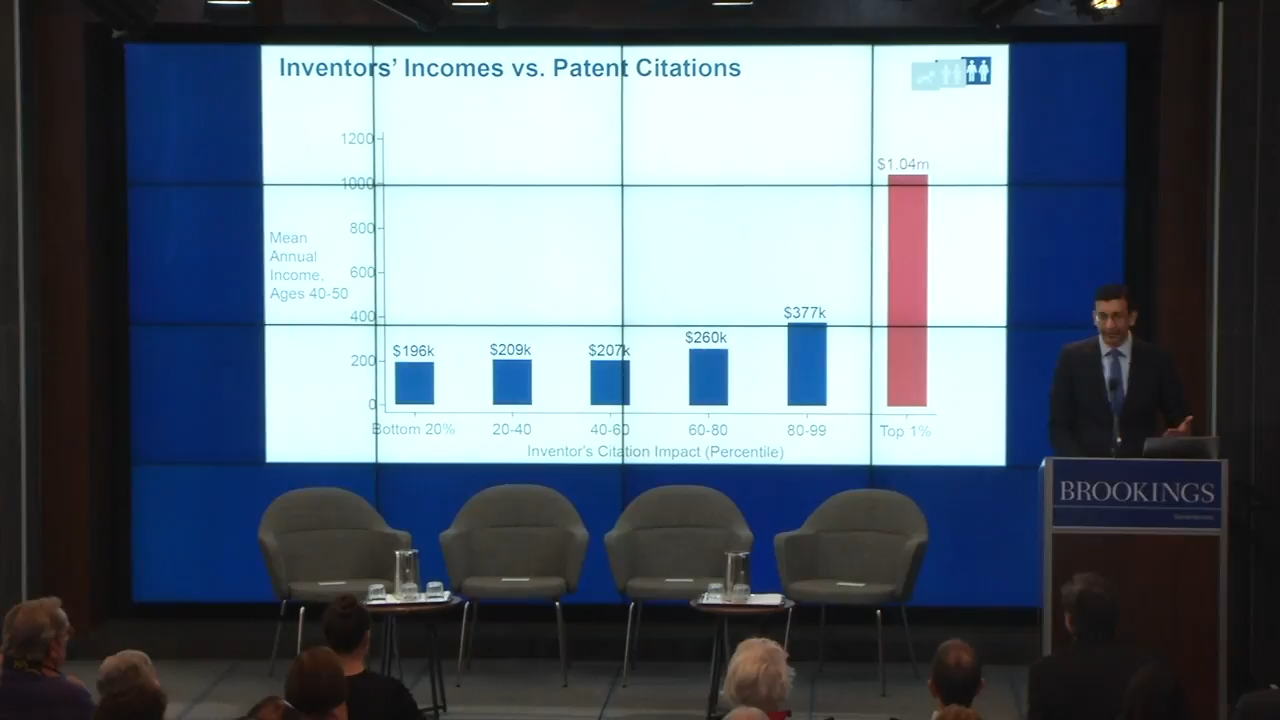 Inventors' Incomes vs. Patent Citations
1200
1000
800
600
400
200
0
Mean
Annual
Income,
Ages 40-50
$196k
$209k
$207k
$260k
$377k
$1.04m
Bottom 20%
20-40
40-60
60-80
80-99
Top 1%
Inventor's Citation Impact (Percentile)
BROOKINGS